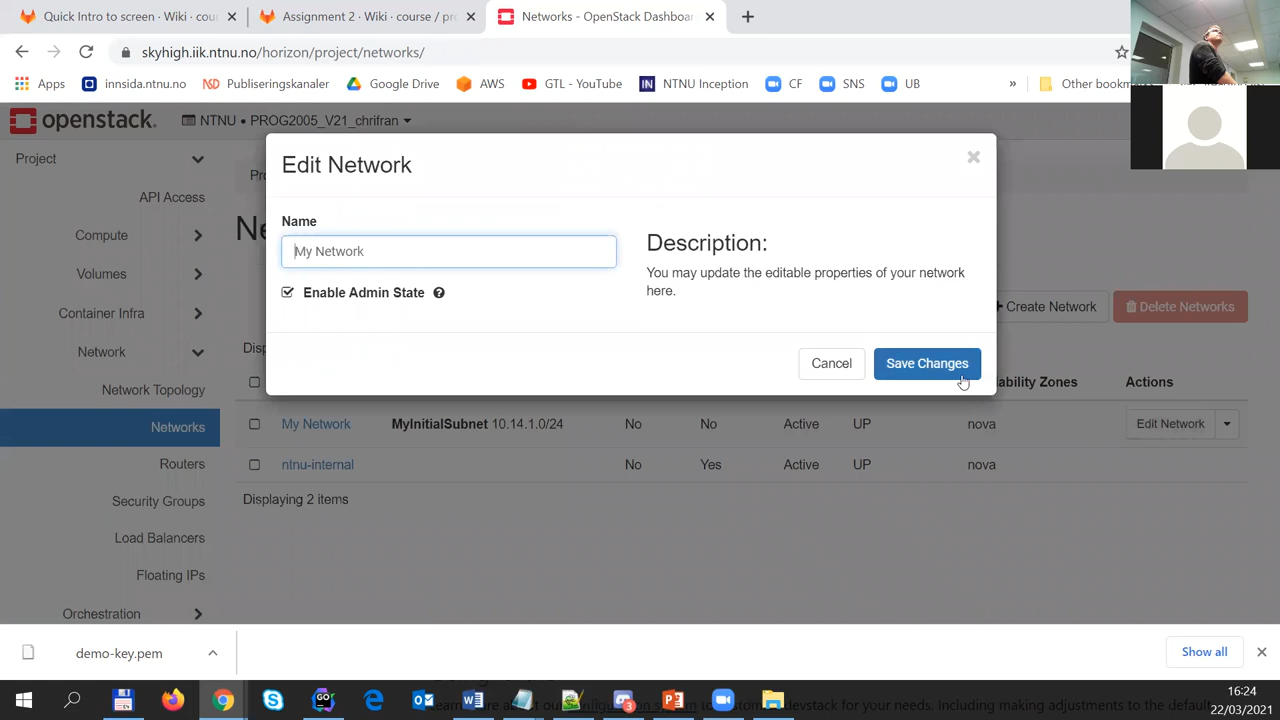 Quick Intro to screen · Wiki · cou
Assignment 2 · Wiki · course / pr
Networks - OpenStack Dashboar
skyhigh.iik.ntnu.no/horizon/project/networks/
Apps
innsida.ntnu.no
Publiseringskanaler
Google Drive
AWS
GTL - YouTube
NTNU Inception
CF
SNS
UB
»
Other bookm
openstack.
NTNU • PROG2005_V21_chrifran
Project
API Access
Compute
Volumes
Container Infra
Network
Network Topology
Networks
Routers
Security Groups
Load Balancers
Floating IPs
Orchestration
Edit Network
Name
My Network
Enable Admin State
Description:
You may update the editable properties of your network
here.
Cancel
Save Changes
Pr
Ne
Create Network
Delete Networks
Disp
ability Zones
Actions
My Network
MyInitialSubnet 10.14.1.0/24
No
No
Active
UP
nova
Edit Network
ntnu-internal
No
Yes
Active
UP
nova
Displaying 2 items
demo-key.pem
Show all
16:24
22/03/2021